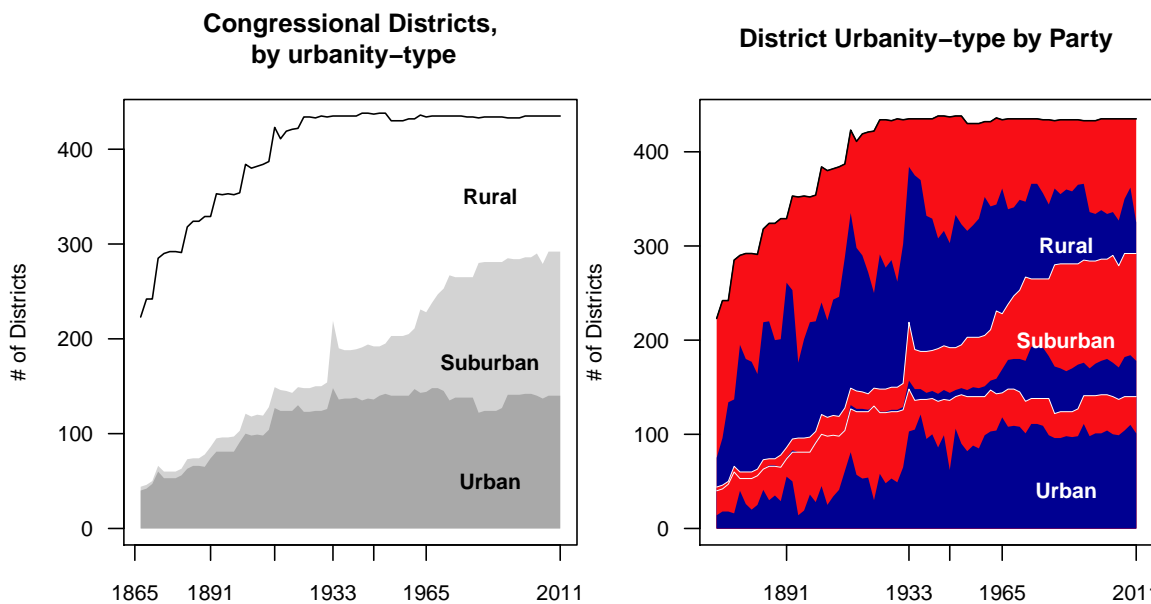 Congressional Districts,
by urbanity−type
# of Districts
400
300
200
100
0
Rural
Suburban
Urban
1865 1891 1933 1965 2011
District Urbanity−type by Party
# of Districts
400
300
200
100
0
Rural
Suburban
Urban
1891 1933 1965 2011